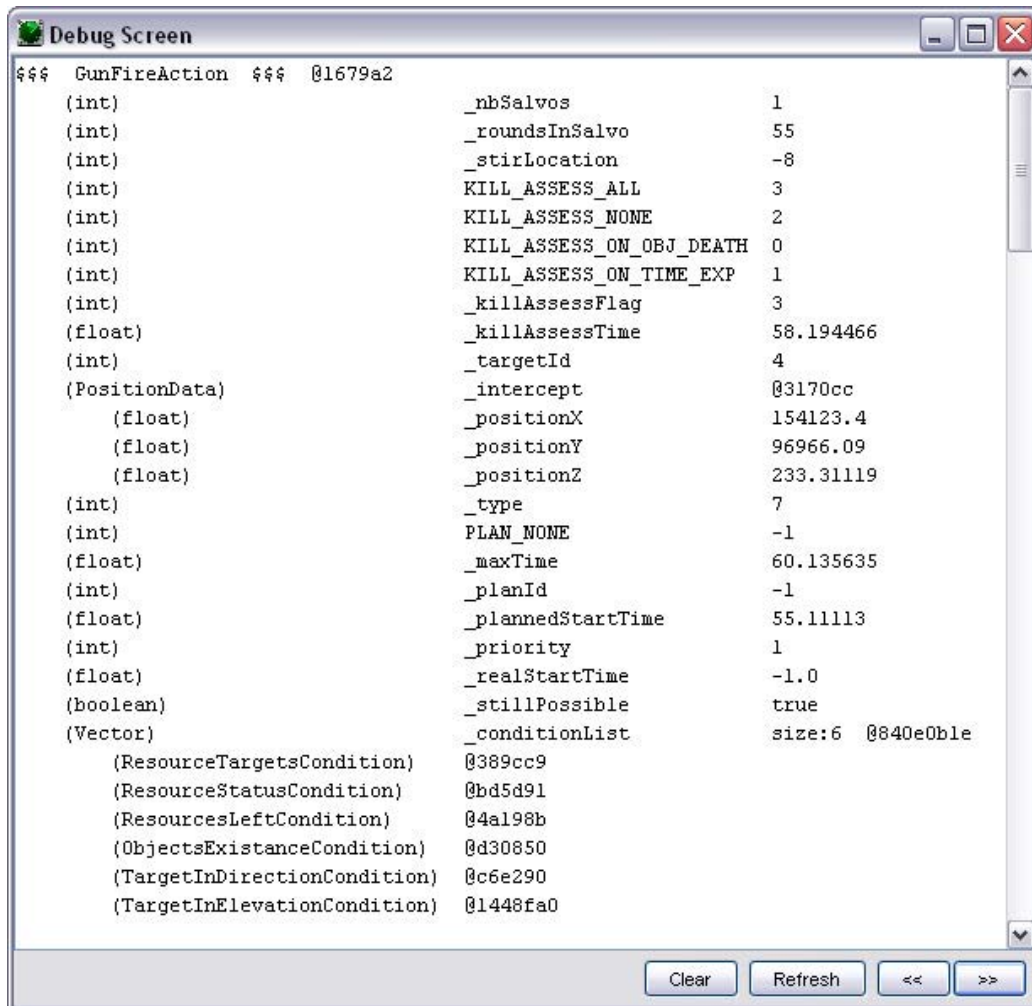 Debug Screen
$$$ GunFireAction $$$ @1679a2
(int) _nbSalvos 1
(int) _roundsInSalvo 55
(int) _stirLocation -8
(int) KILL_ASSESS_ALL 3
(int) KILL_ASSESS_NONE 2
(int) KILL_ASSESS_ON_OBJ_DEATH 0
(int) KILL_ASSESS_ON_TIME_EXP 1
(int) _killAssessFlag 3
(float) _killAssessTime 58.194466
(int) _targetId 4
(PositionData) _intercept @3170cc
(float) _positionX 154123.4
(float) _positionY 96966.09
(float) _positionZ 233.31119
(int) _type 7
(int) PLAN_NONE -1
(float) _maxTime 60.135635
(int) _planId -1
(float) _plannedStartTime 55.11113
(int) _priority 1
(float) _realStartTime -1.0
(boolean) _stillPossible true
(Vector) _conditionList size:6 @840e0b1e
(ResourceTargetsCondition) @389cc9
(ResourceStatusCondition) @bd5d91
(ResourcesLeftCondition) @4a198b
(ObjectsExistanceCondition) @d30850
(TargetInDirectionCondition) @c6e290
(TargetInElevationCondition) @1448fa0
Clear Refresh << >>